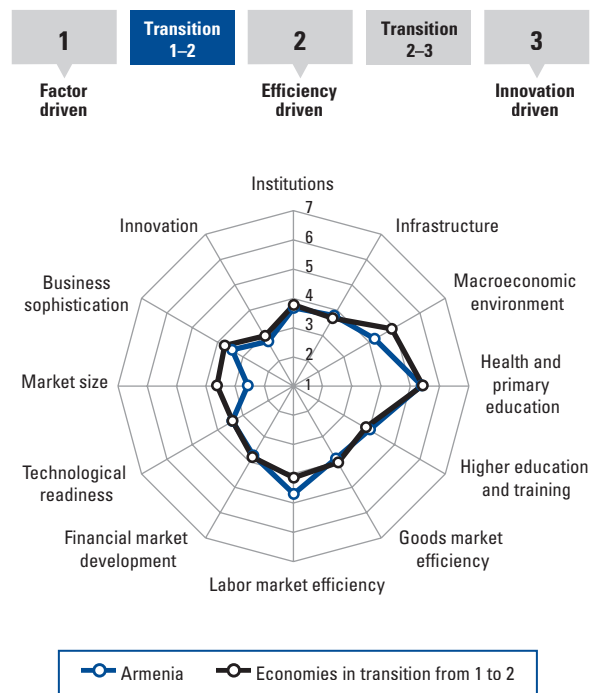 1
Transition
1–2
2
Transition
2–3
3
Factor
driven
Efficiency
driven
Innovation
driven
Institutions
Innovation
Infrastructure
Business
sophistication
Macroeconomic
environment
Market size
Health and
primary
education
Technological
readiness
Higher education
and training
Financial market
development
Goods market
efficiency
Labor market efficiency
7
6
5
4
3
2
1
Armenia
Economies in transition from 1 to 2